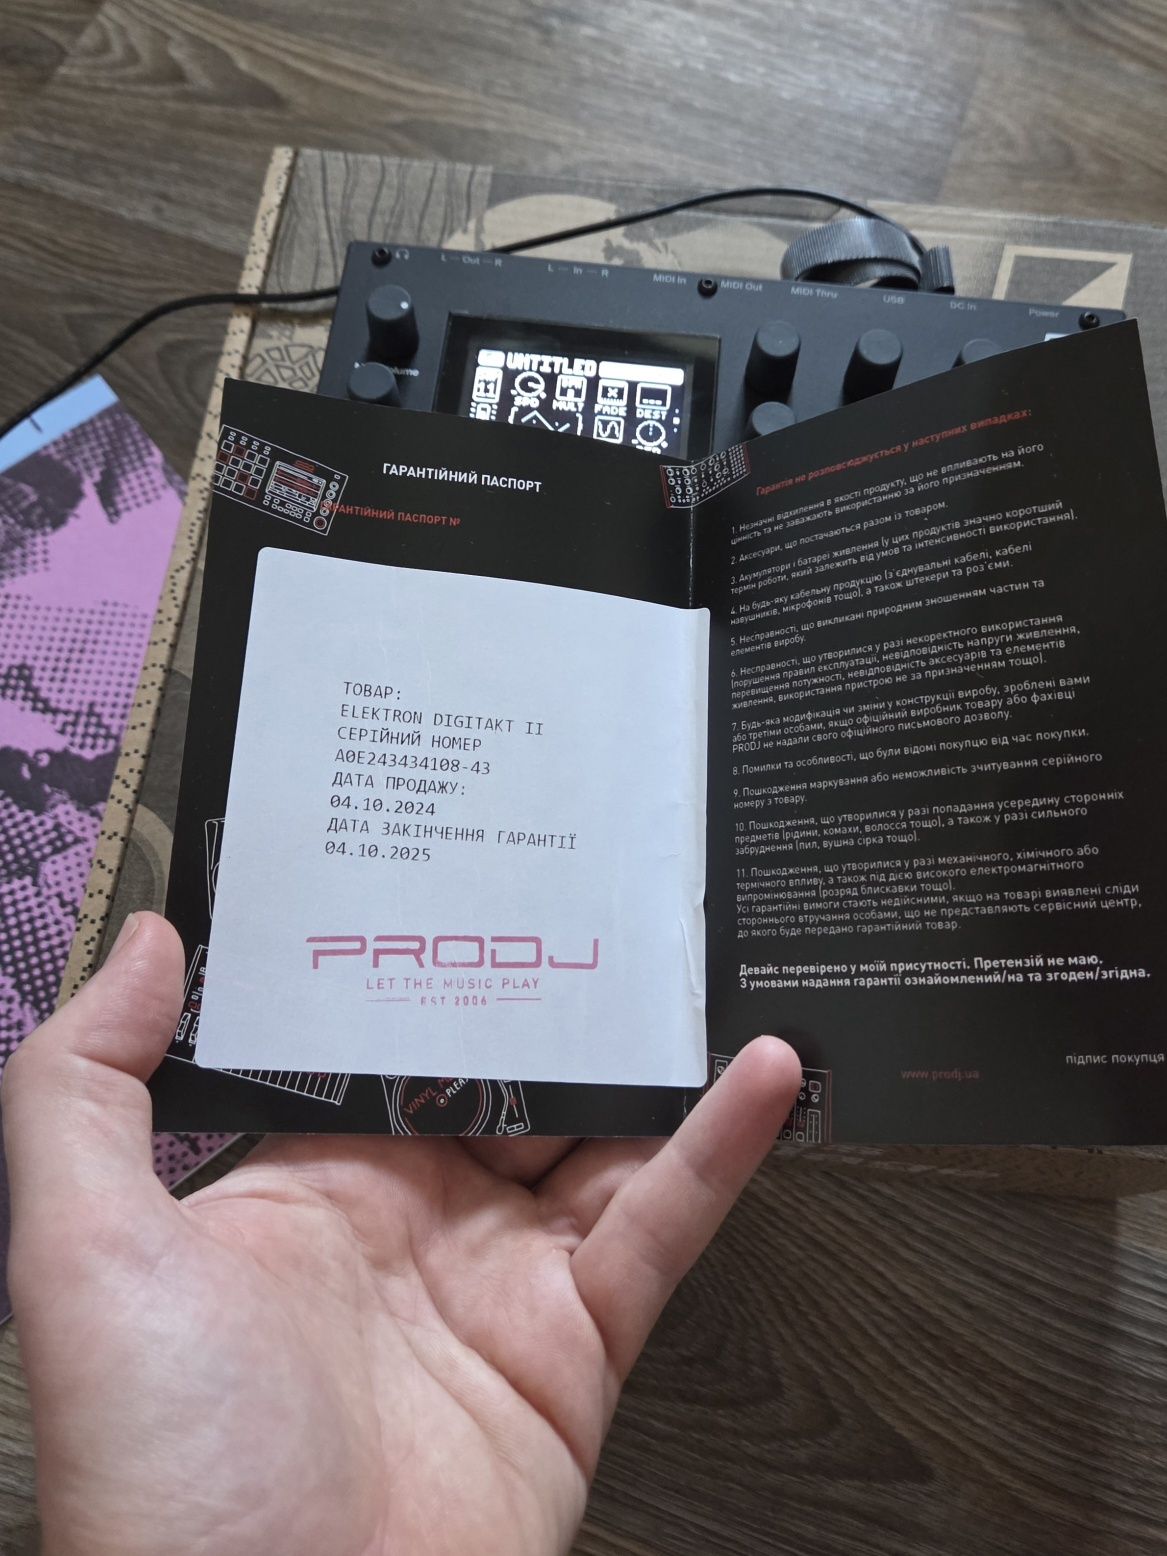 L — Out — R
L — In — R
MIDI In
MIDI Out
MIDI Thru
USB
DC In
Power
UNTITLED
11
SPD
MULT
FADE
DEST
ГАРАНТІЙНИЙ ПАСПОРТ
ГАРАНТІЙНИЙ ПАСПОРТ №
ТОВАР:
ELEKTRON DIGITAKT II
СЕРІЙНИЙ НОМЕР
A0E243434108-43
ДАТА ПРОДАЖУ:
04.10.2024
ДАТА ЗАКІНЧЕННЯ ГАРАНТІЇ
04.10.2025
PRODJ
LET THE MUSIC PLAY
EST 2006
VINYL
Гарантія не розповсюджується у наступних випадках:
1. Незначні відхилення в якості продукту, що не впливають на його
цінність та не заважають використанню за його призначенням.
2. Аксесуари, що постачаються разом із товаром.
3. Акумулятори і батареї живлення (у цих продуктів значно коротший
термін роботи, який залежить від умов та інтенсивності використання).
4. На будь-яку кабельну продукцію (з'єднувальні кабелі, кабелі
навушників, мікрофонів тощо), а також штекери та роз'єми.
5. Несправності, що викликані природним зношенням частин та
елементів виробу.
6. Несправності, що утворилися у разі некоректного використання
(порушення правил експлуатації, невідповідність напруги живлення,
перевищення потужності, невідповідність аксесуарів та елементів
живлення, використання пристрою не за призначенням тощо).
7. Будь-яка модифікація чи зміни у конструкції виробу, зроблені вами
або третіми особами, якщо офіційний виробник товару або фахівці
PRODJ не надали свого офіційного письмового дозволу.
8. Помилки та особливості, що були відомі покупцю від час покупки.
9. Пошкодження маркування або неможливість зчитування серійного
номеру з товару.
10. Пошкодження, що утворилися у разі попадання усередину сторонніх
предметів (рідини, комахи, волосся тощо), а також у разі сильного
забруднення (пил, вушна сірка тощо).
11. Пошкодження, що утворилися у разі механічного, хімічного або
термічного впливу, а також під дією високого електромагнітного
випромінювання (розряд блискавки тощо).
Усі гарантійні вимоги стають недійсними, якщо на товарі виявлені сліди
стороннього втручання особами, що не представляють сервісний центр,
до якого буде передано гарантійний товар.
Девайс перевірено у моїй присутності. Претензій не маю.
З умовами надання гарантії ознайомлений/на та згоден/згідна.
підпис покупця
www.prodj.ua